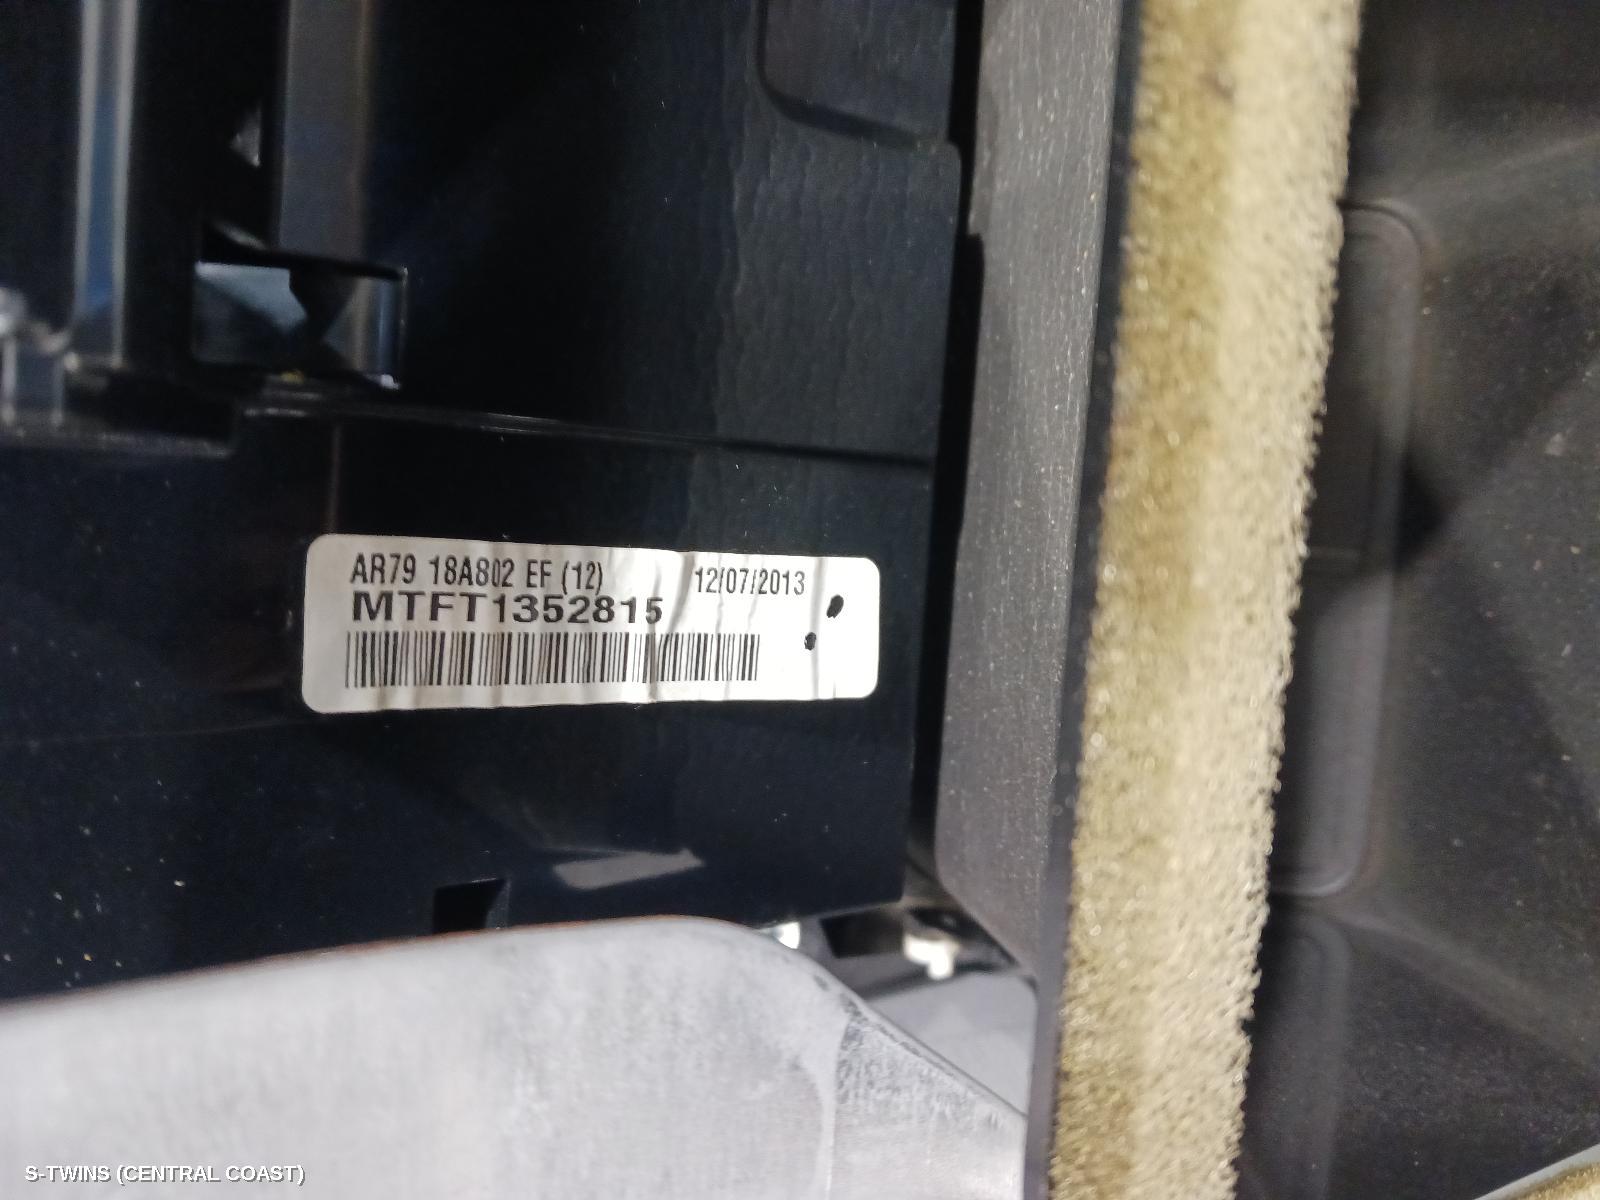 AR79 18A802 EF (12) 12/07/2013
MTFT1352815
S-TWINS (CENTRAL COAST)